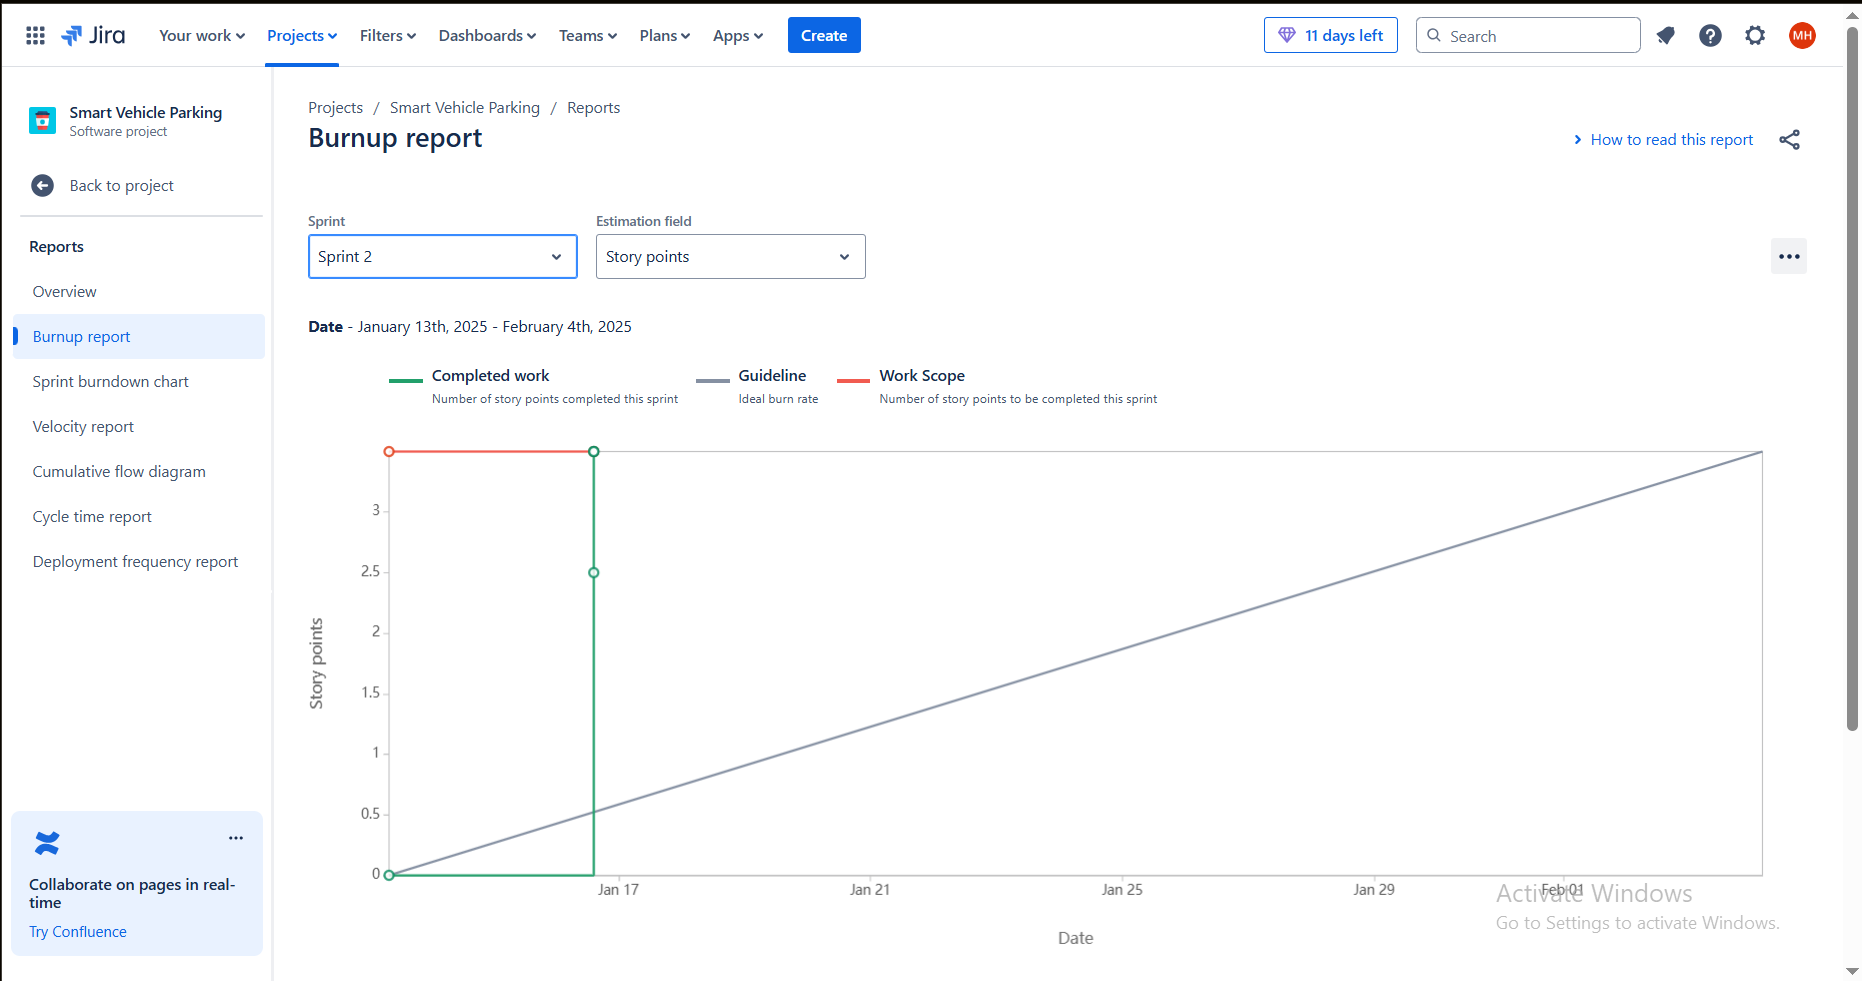 Jira Your work Projects Filters Dashboards Teams Plans Apps Create 11 days left Search MH
Smart Vehicle Parking
Software project
Back to project
Reports
Overview
Burnup report
Sprint burndown chart
Velocity report
Cumulative flow diagram
Cycle time report
Deployment frequency report
Collaborate on pages in real-
time
Try Confluence
Projects / Smart Vehicle Parking / Reports
Burnup report
How to read this report
Sprint Estimation field
Sprint 2 Story points
Date - January 13th, 2025 - February 4th, 2025
Completed work Guideline Work Scope
Number of story points completed this sprint Ideal burn rate Number of story points to be completed this sprint
3
2.5
2
1.5
1
0.5
0
Story points
Jan 17 Jan 21 Jan 25 Jan 29 Feb 01
Date
Activate Windows
Go to Settings to activate Windows.